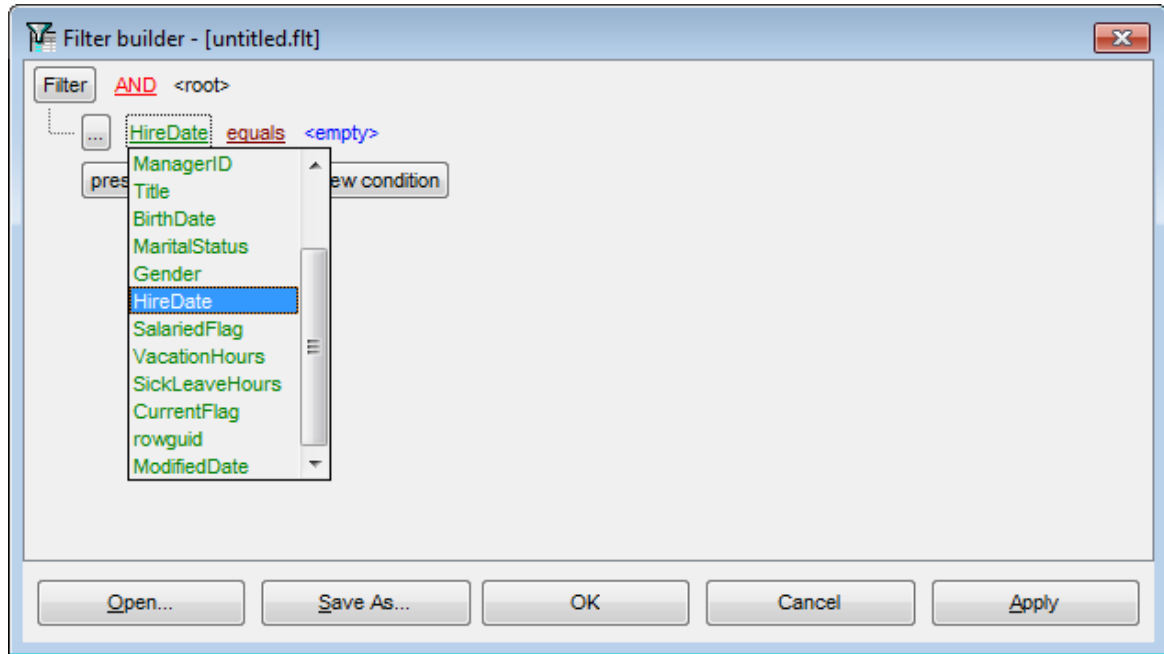 Filter builder - [untitled.flt]
Filter AND <root>
... HireDate equals <empty>
ManagerID
Title
BirthDate
MaritalStatus
Gender
HireDate
SalariedFlag
VacationHours
SickLeaveHours
CurrentFlag
rowguid
ModifiedDate
condition
Open... Save As... OK Cancel Apply